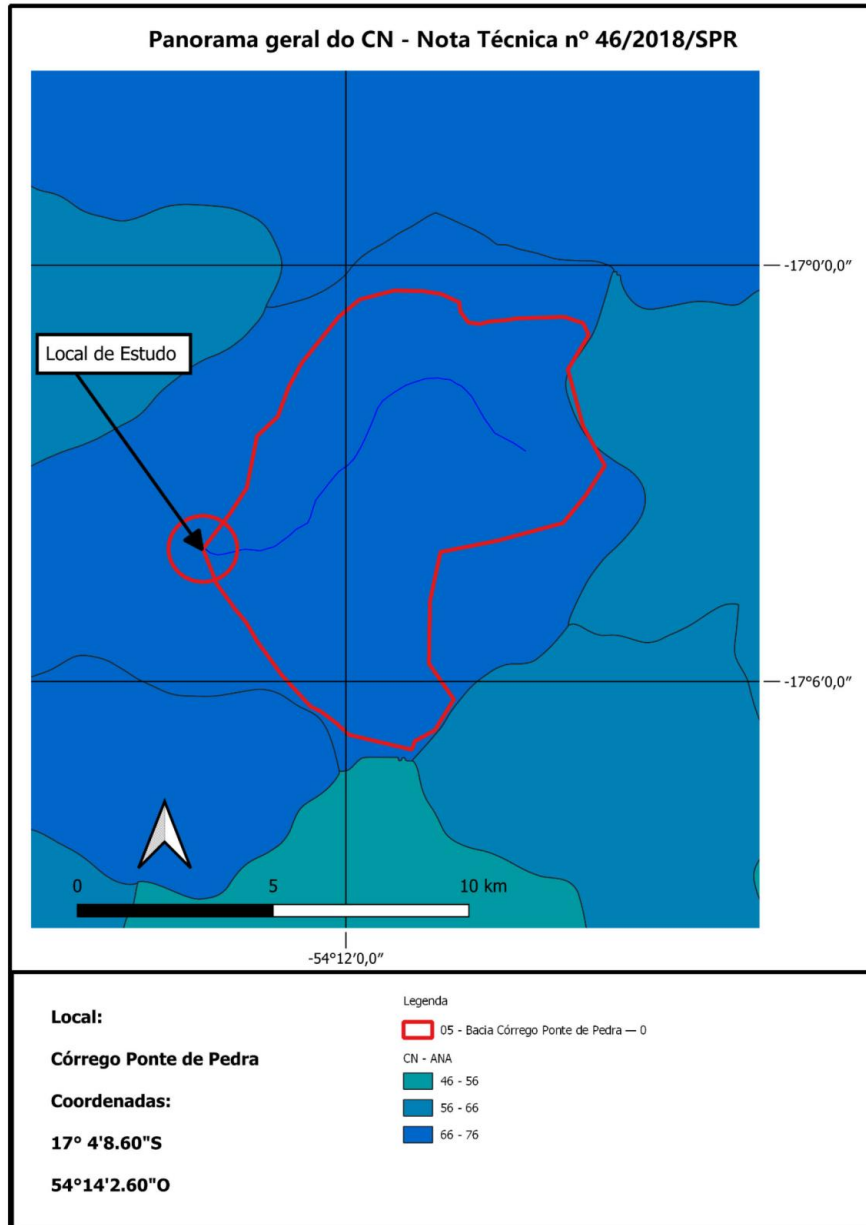 Panorama geral do CN - Nota Técnica nº 46/2018/SPR
-17°0'0,0"
Local de Estudo
-17°6'0,0"
0 5 10 km
-54°12'0,0"
Local:
Córrego Ponte de Pedra
Coordenadas:
17° 4'8.60"S
54°14'2.60"O
Legenda
05 - Bacia Córrego Ponte de Pedra — 0
CN - ANA
46 - 56
56 - 66
66 - 76